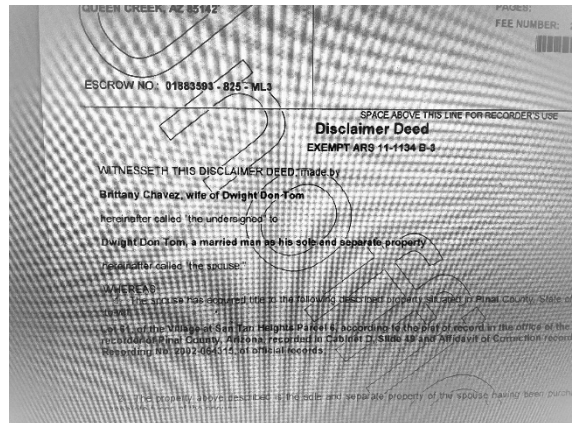 QUEEN CREEK, AZ 85142
PAGES:
FEE NUMBER:
ESCROW NO.: 01883593 - 825 - ML3
SPACE ABOVE THIS LINE FOR RECORDER'S USE
Disclaimer Deed
EXEMPT ARS 11-1134 B-3
WITNESSETH THIS DISCLAIMER DEED, made by
Brittany Chavez, wife of Dwight Don Tom
hereinafter called "the undersigned" to
Dwight Don Tom, a married man as his sole and separate property
hereinafter called "the spouse"
WHEREAS:
The spouse has acquired title to the following described property situated in Pinal County, State of
to-wit:
Lot 61, of the Village at San Tan Heights Parcel 6, according to the plat of record in the office of the
recorder of Pinal County, Arizona, recorded in Cabinet D, Slide 49 and Affidavit of Correction
Recording No. 2002-064315, of official records
The property above described is the sole and separate property of the spouse having been